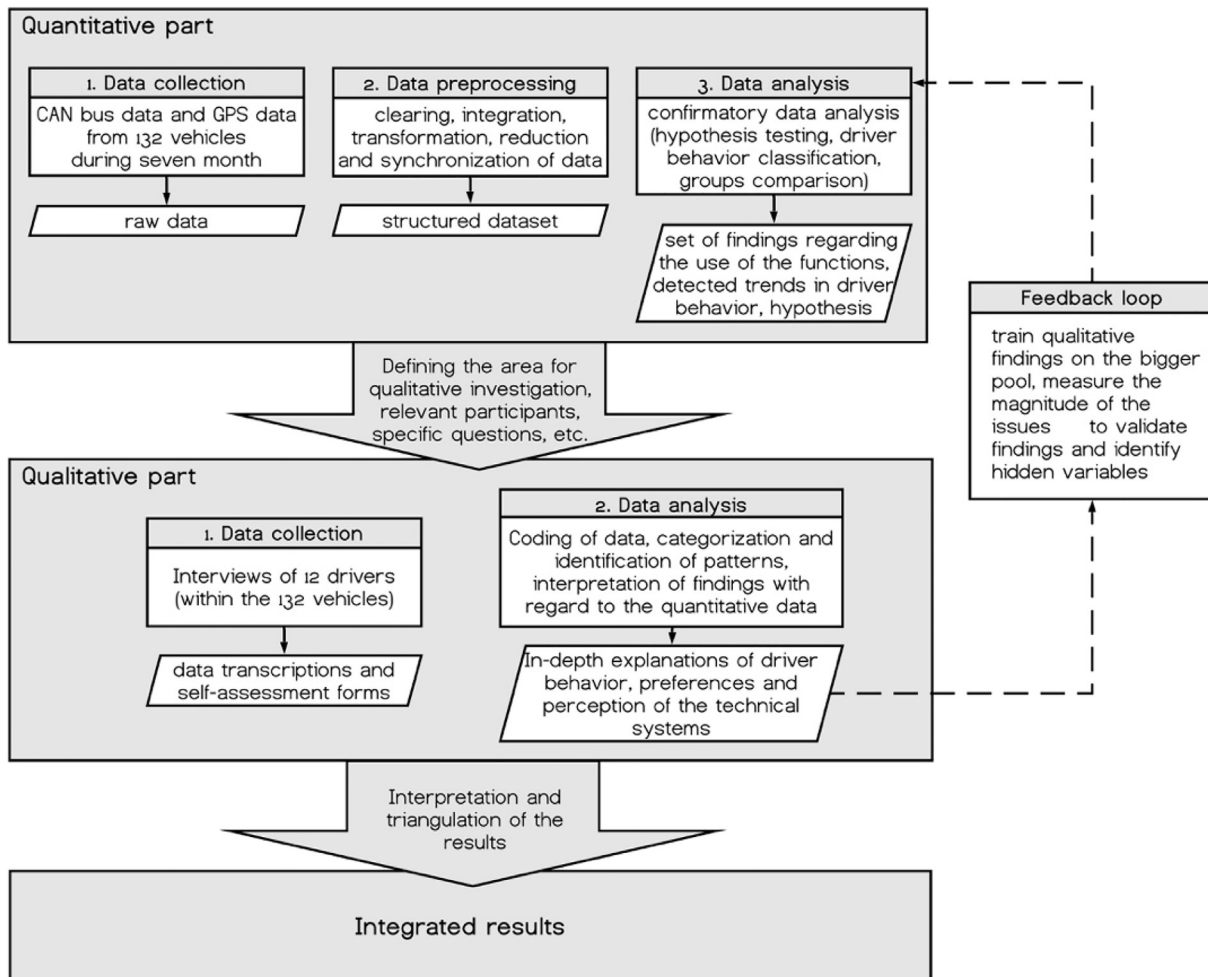 Quantitative part
1. Data collection
CAN bus data and GPS data
from 132 vehicles
during seven month
raw data
2. Data preprocessing
clearing, integration,
transformation, reduction
and synchronization of data
structured dataset
3. Data analysis
confirmatory data analysis
(hypothesis testing, driver
behavior classification,
groups comparison)
set of findings regarding
the use of the functions,
detected trends in driver
behavior, hypothesis
Feedback loop
train qualitative
findings on the bigger
pool, measure the
magnitude of the
issues to validate
findings and identify
hidden variables
Defining the area for
qualitative investigation,
relevant participants,
specific questions, etc.
Qualitative part
1. Data collection
Interviews of 12 drivers
(within the 132 vehicles)
data transcriptions and
self-assessment forms
2. Data analysis
Coding of data, categorization and
identification of patterns,
interpretation of findings with
regard to the quantitative data
In-depth explanations of driver
behavior, preferences and
perception of the technical
systems
Interpretation and
triangulation of the
results
Integrated results